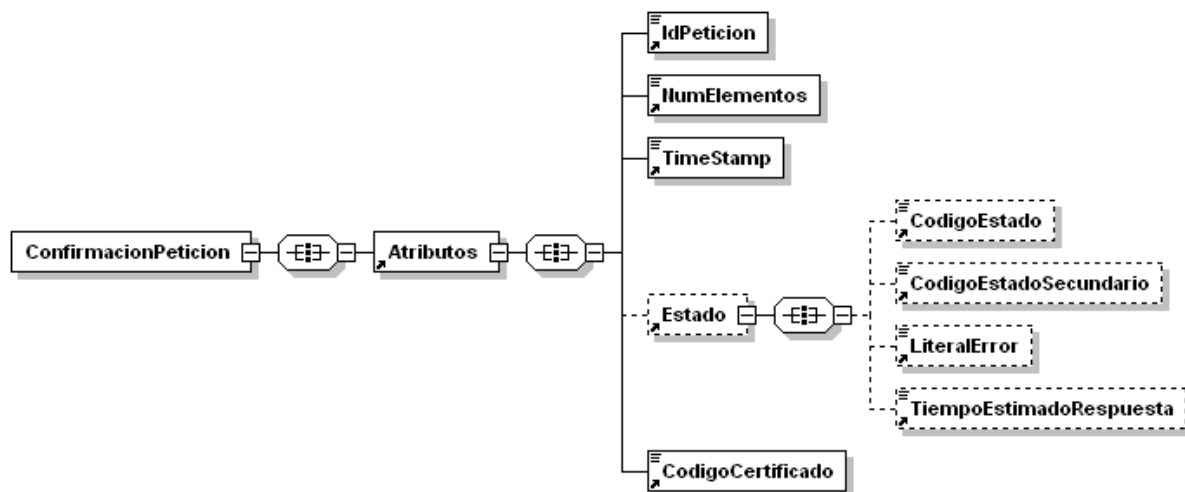 IdPeticion
NumElementos
TimeStamp
CodigoEstado
ConfirmacionPeticion
Atributos
CodigoEstadoSecundario
Estado
LiteralError
TiempoEstimadoRespuesta
CodigoCertificado